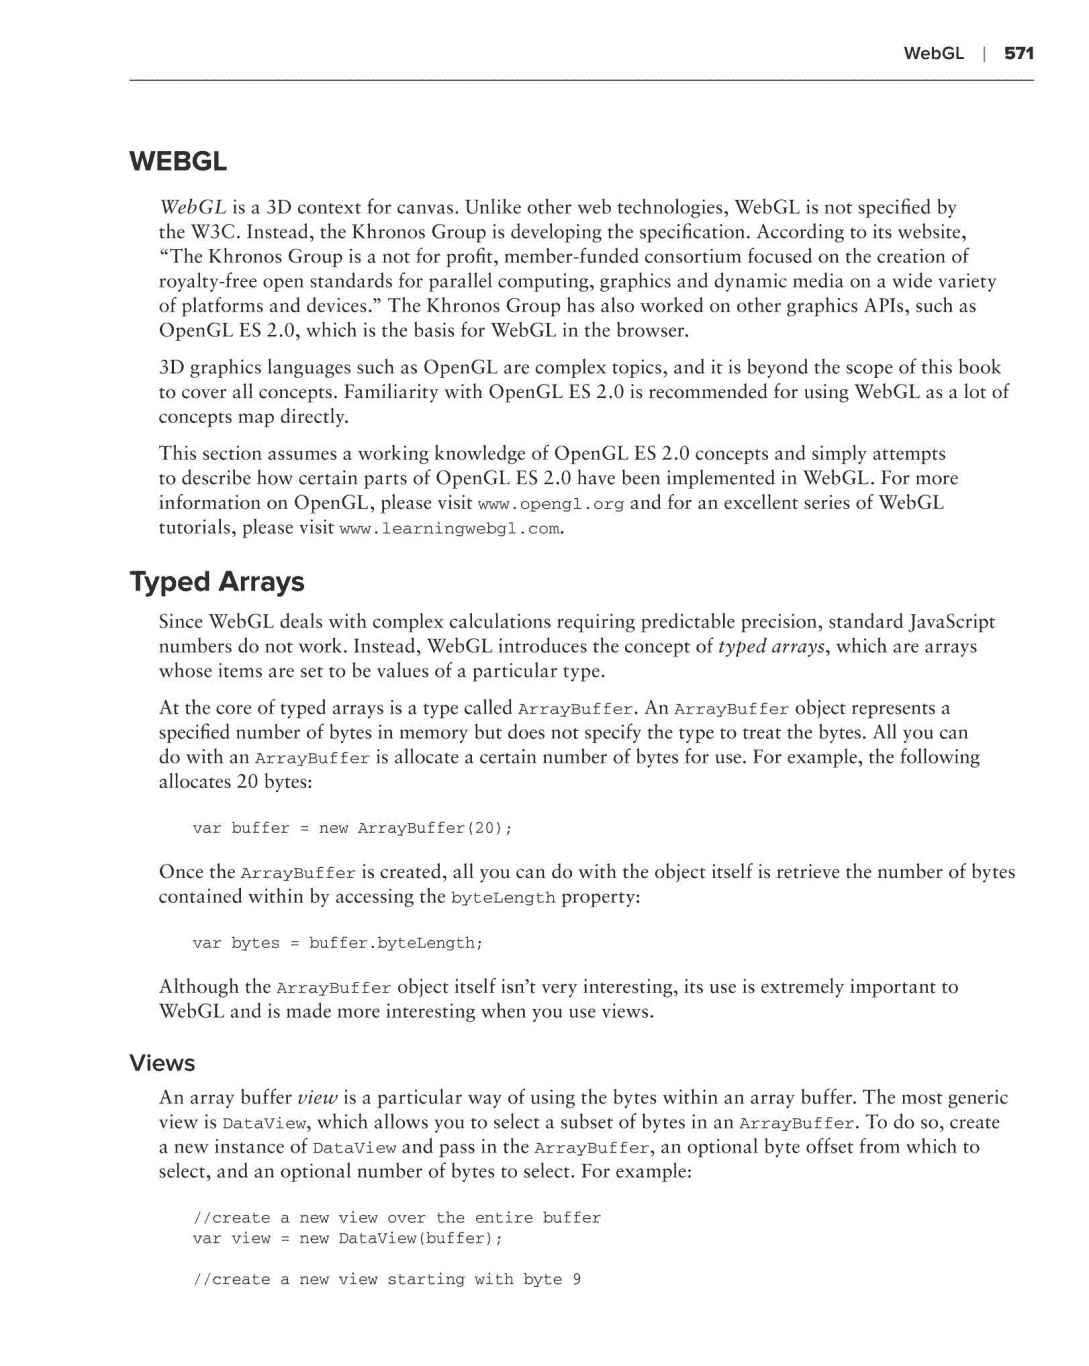 WebGL | 571
WEBGL
WebGL is a 3D context for canvas. Unlike other web technologies, WebGL is not specified by
the W3C. Instead, the Khronos Group is developing the specification. According to its website,
“The Khronos Group is a not for profit, member-funded consortium focused on the creation of
royalty-free open standards for parallel computing, graphics and dynamic media on a wide variety
of platforms and devices.” The Khronos Group has also worked on other graphics APIs, such as
OpenGL ES 2.0, which is the basis for WebGL in the browser.
3D graphics languages such as OpenGL are complex topics, and it is beyond the scope of this book
to cover all concepts. Familiarity with OpenGL ES 2.0 is recommended for using WebGL as a lot of
concepts map directly.
This section assumes a working knowledge of OpenGL ES 2.0 concepts and simply attempts
to describe how certain parts of OpenGL ES 2.0 have been implemented in WebGL. For more
information on OpenGL, please visit www.opengl.org and for an excellent series of WebGL
tutorials, please visit www.learningwebgl.com.
Typed Arrays
Since WebGL deals with complex calculations requiring predictable precision, standard JavaScript
numbers do not work. Instead, WebGL introduces the concept of typed arrays, which are arrays
whose items are set to be values of a particular type.
At the core of typed arrays is a type called ArrayBuffer. An ArrayBuffer object represents a
specified number of bytes in memory but does not specify the type to treat the bytes. All you can
do with an ArrayBuffer is allocate a certain number of bytes for use. For example, the following
allocates 20 bytes:
var buffer = new ArrayBuffer(20);
Once the ArrayBuffer is created, all you can do with the object itself is retrieve the number of bytes
contained within by accessing the byteLength property:
var bytes = buffer.byteLength;
Although the ArrayBuffer object itself isn’t very interesting, its use is extremely important to
WebGL and is made more interesting when you use views.
Views
An array buffer view is a particular way of using the bytes within an array buffer. The most generic
view is DataView, which allows you to select a subset of bytes in an ArrayBuffer. To do so, create
a new instance of DataView and pass in the ArrayBuffer, an optional byte offset from which to
select, and an optional number of bytes to select. For example:
//create a new view over the entire buffer
var view = new DataView(buffer);
//create a new view starting with byte 9